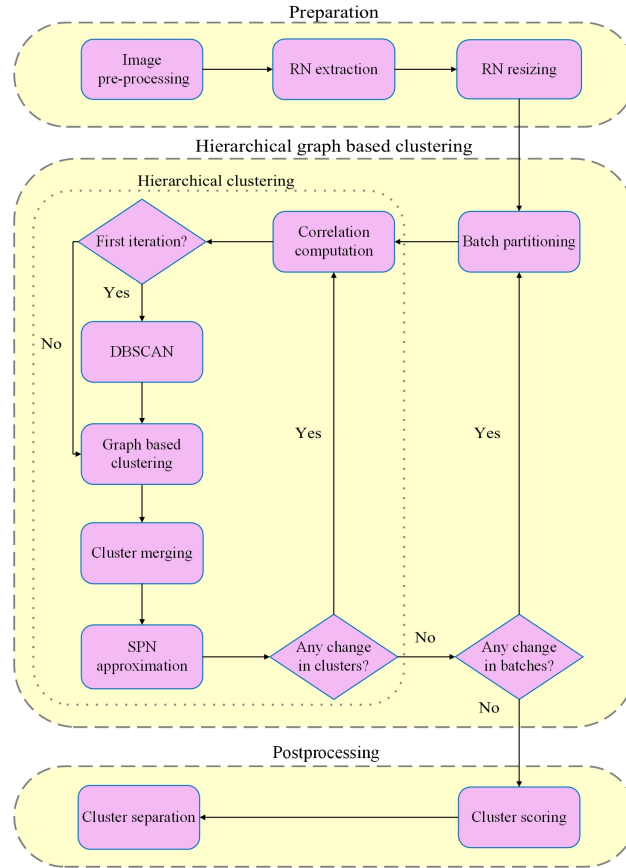 Preparation
Image
pre-processing
RN extraction
RN resizing
Hierarchical graph based clustering
Hierarchical clustering
First iteration?
Correlation
computation
Batch partitioning
Yes
No
DBSCAN
Graph based
clustering
Yes
Yes
Cluster merging
SPN
approximation
Any change
in clusters?
No
Any change
in batches?
No
Postprocessing
Cluster separation
Cluster scoring